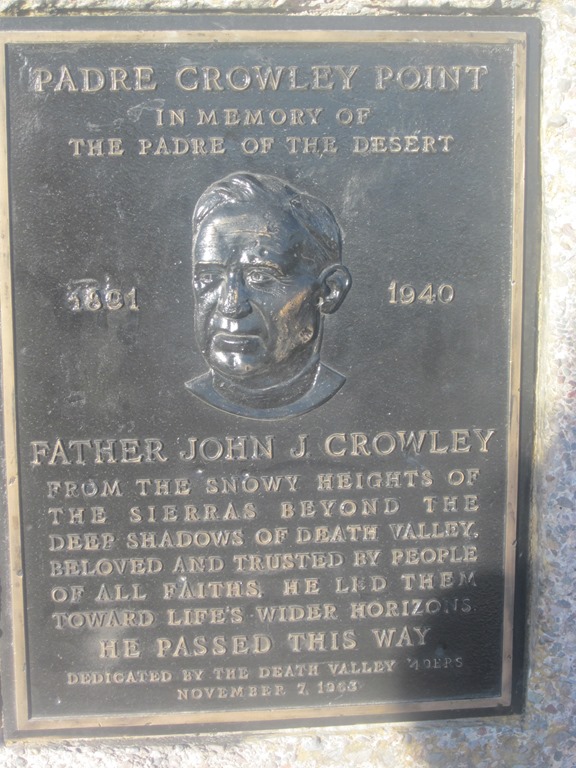 PADRE CROWLEY POINT
IN MEMORY OF
THE PADRE OF THE DESERT
1891
1940
FATHER JOHN J. CROWLEY
FROM THE SNOWY HEIGHTS OF
THE SIERRAS BEYOND THE
DEEP SHADOWS OF DEATH VALLEY,
BELOVED AND TRUSTED BY PEOPLE
OF ALL FAITHS, HE LED THEM
TOWARD LIFE'S WIDER HORIZONS.
HE PASSED THIS WAY
DEDICATED BY THE DEATH VALLEY '49ERS
NOVEMBER 7, 1963